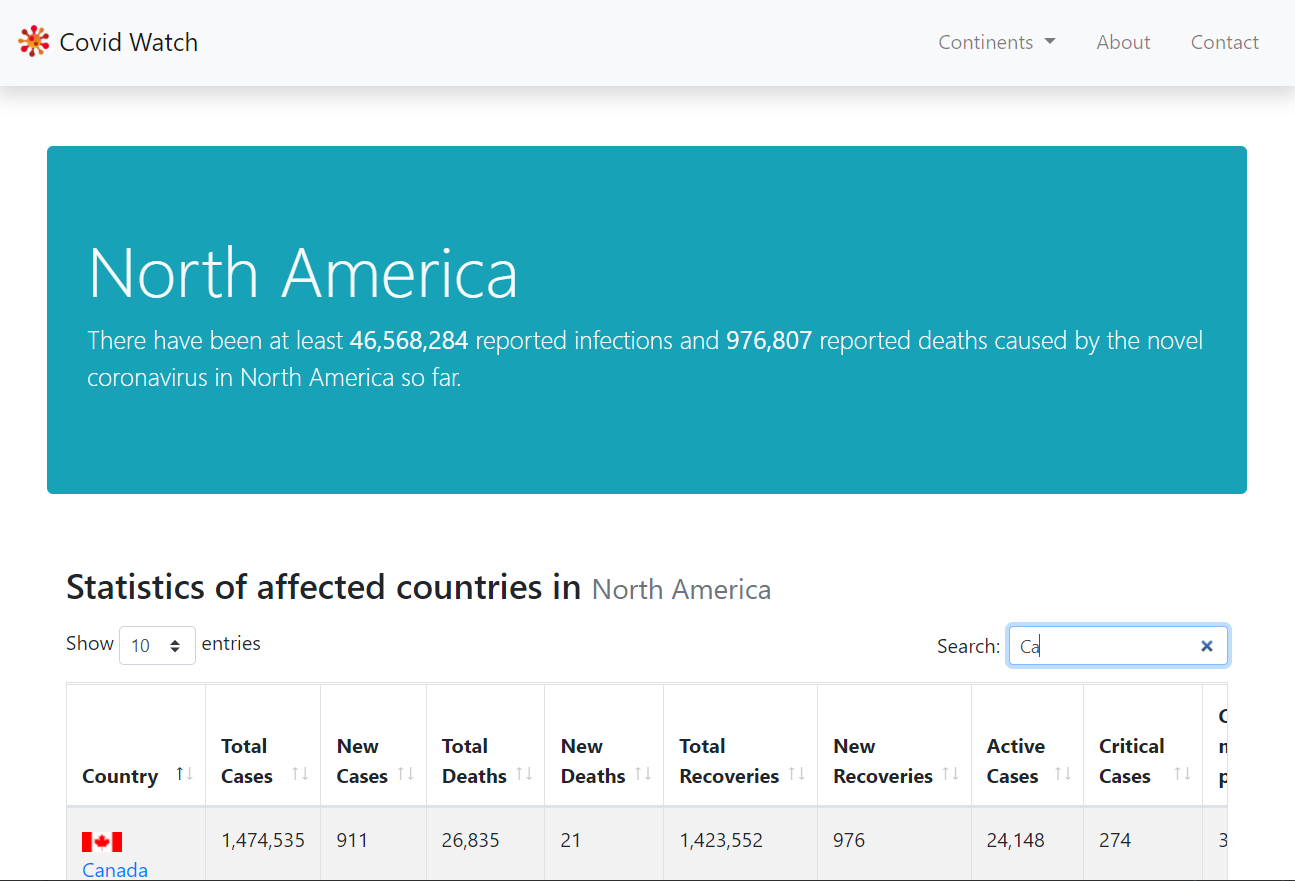 Covid Watch
Continents About Contact
North America
There have been at least 46,568,284 reported infections and 976,807 reported deaths caused by the novel
coronavirus in North America so far.
Statistics of affected countries in North America
Show 10 entries
Search: Ca
Country
Total Cases
New Cases
Total Deaths
New Deaths
Total Recoveries
New Recoveries
Active Cases
Critical Cases
Canada
1,474,535
911
26,835
21
1,423,552
976
24,148
274